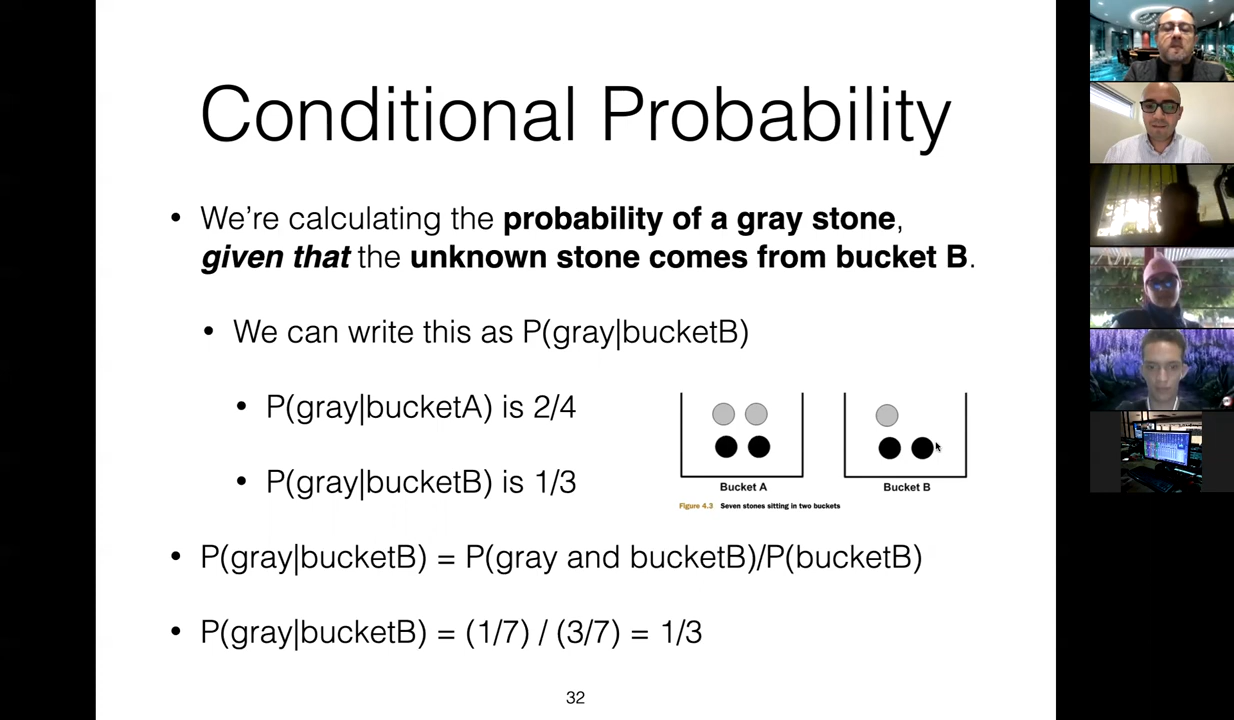 Conditional Probability
• We’re calculating the probability of a gray stone,
given that the unknown stone comes from bucket B.
• We can write this as P(gray|bucketB)
• P(gray|bucketA) is 2/4
• P(gray|bucketB) is 1/3
Bucket A
Bucket B
Figure 4.3 Seven stones sitting in two buckets
• P(gray|bucketB) = P(gray and bucketB)/P(bucketB)
• P(gray|bucketB) = (1/7) / (3/7) = 1/3
32